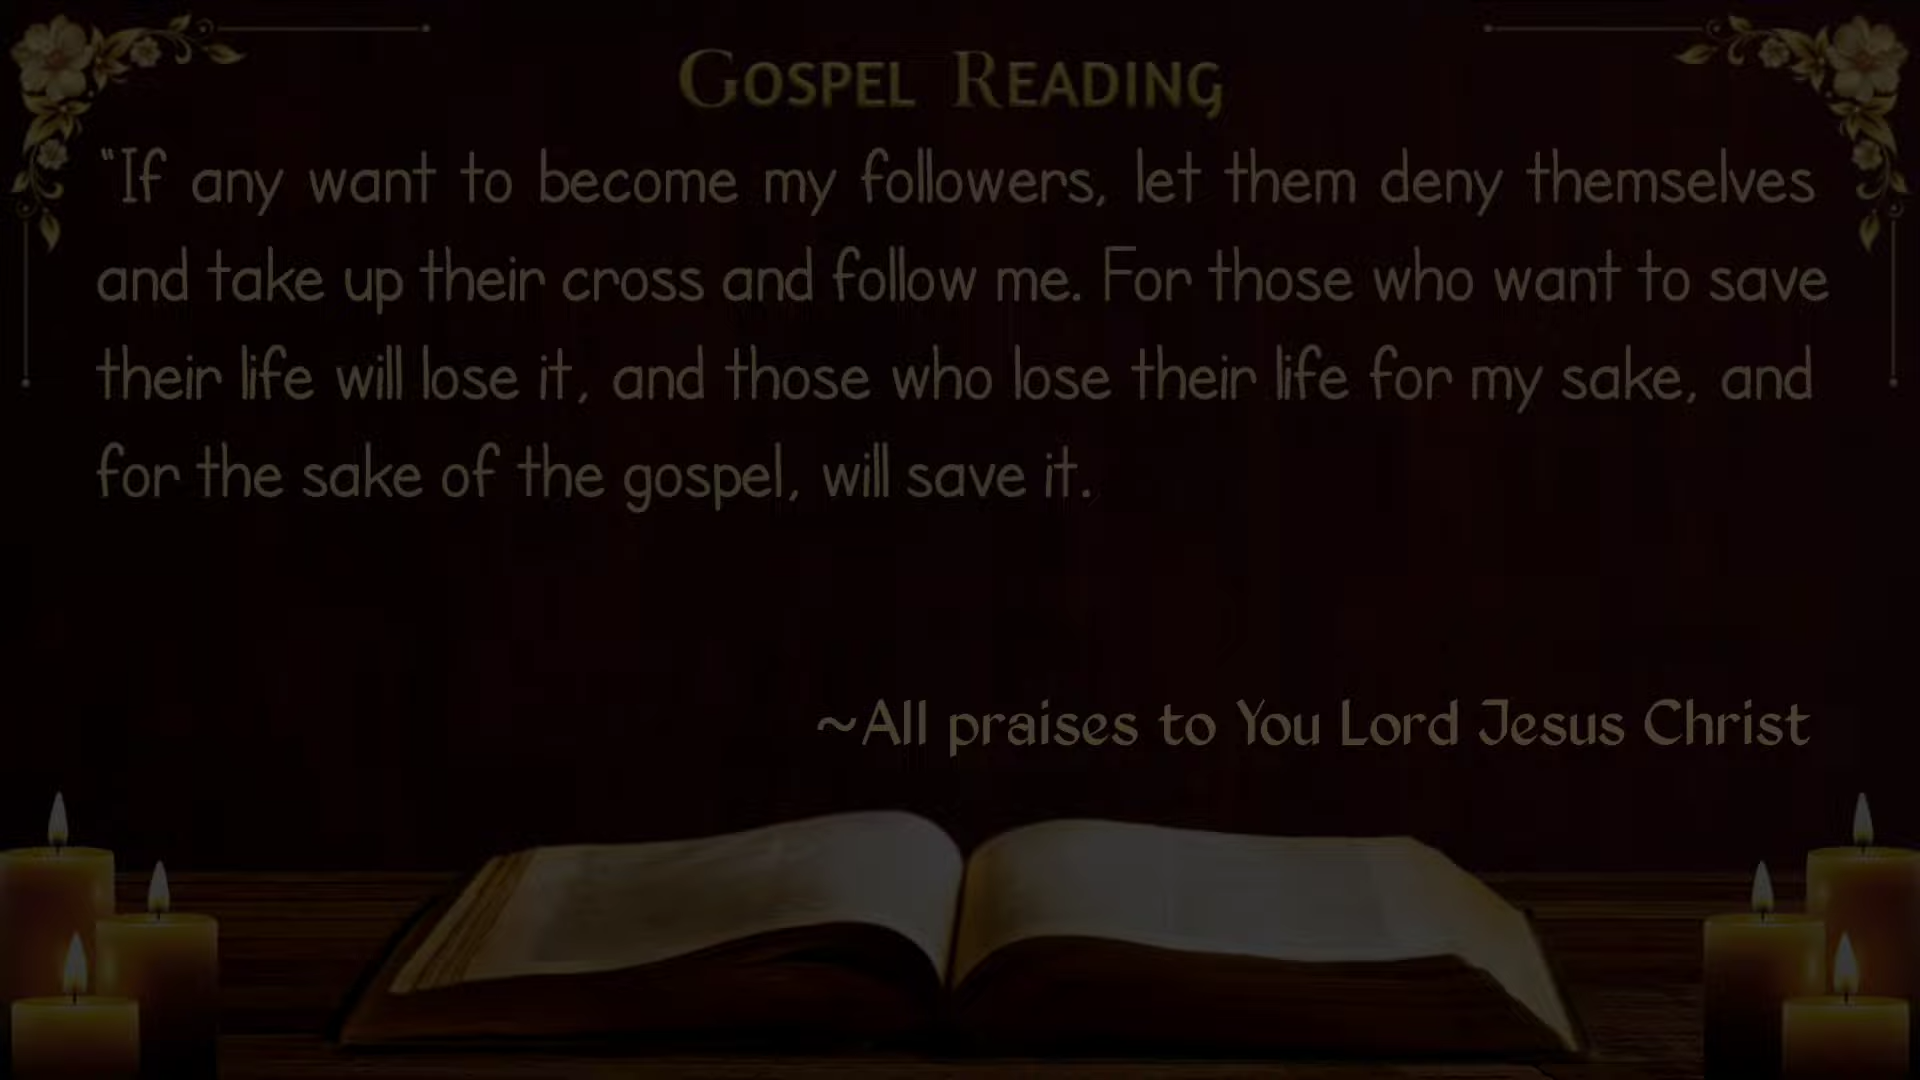 Gospel Reading
“If any want to become my followers, let them deny themselves
and take up their cross and follow me. For those who want to save
their life will lose it, and those who lose their life for my sake, and
for the sake of the gospel, will save it.
~All praises to You Lord Jesus Christ